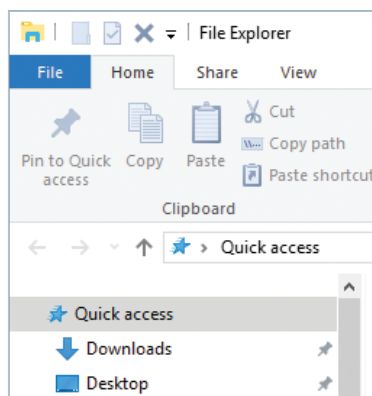 File Explorer
File Home Share View
Pin to Quick access
Copy
Paste
Cut
Copy path
Paste shortcut
Clipboard
Quick access
Quick access
Downloads
Desktop